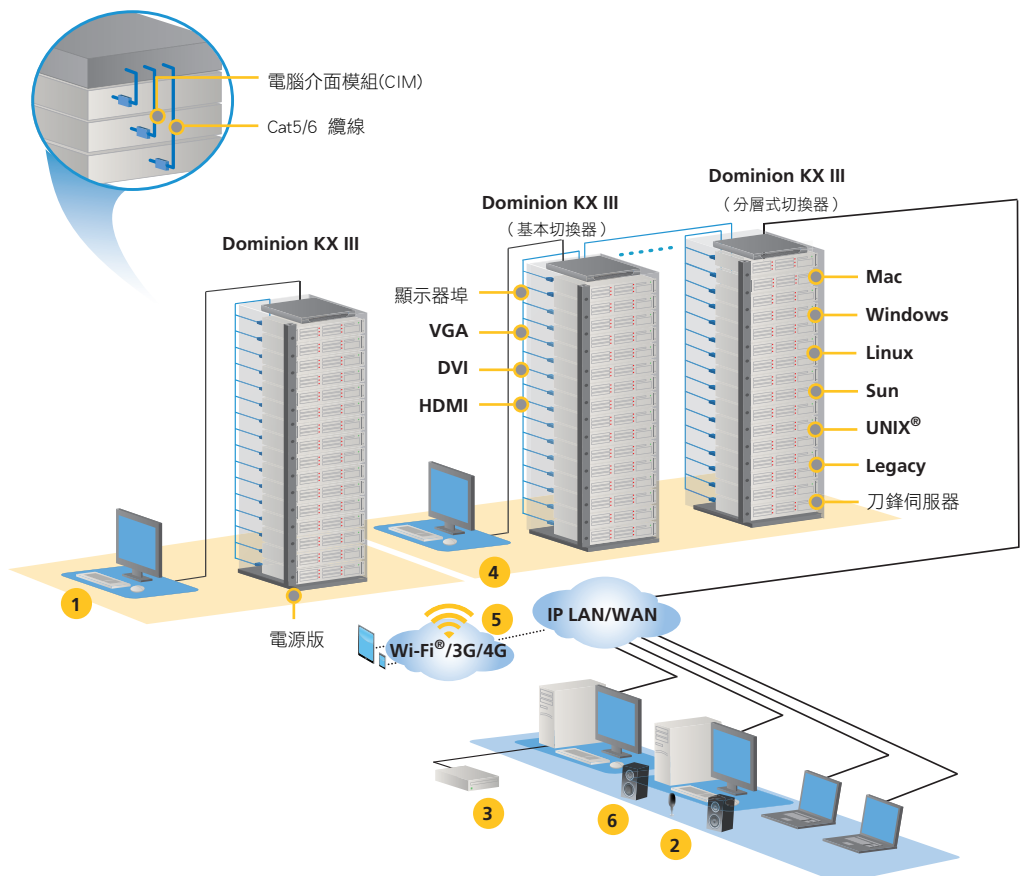 電腦介面模組(CIM)
Cat5/6 纜線
Dominion KX III
Dominion KX III
(基本切換器)
Dominion KX III
(分層式切換器)
顯示器埠
VGA
DVI
HDMI
Mac
Windows
Linux
Sun
UNIX®
Legacy
刀鋒伺服器
1
電源版
4
5
Wi-Fi®/3G/4G
IP LAN/WAN
3
6
2